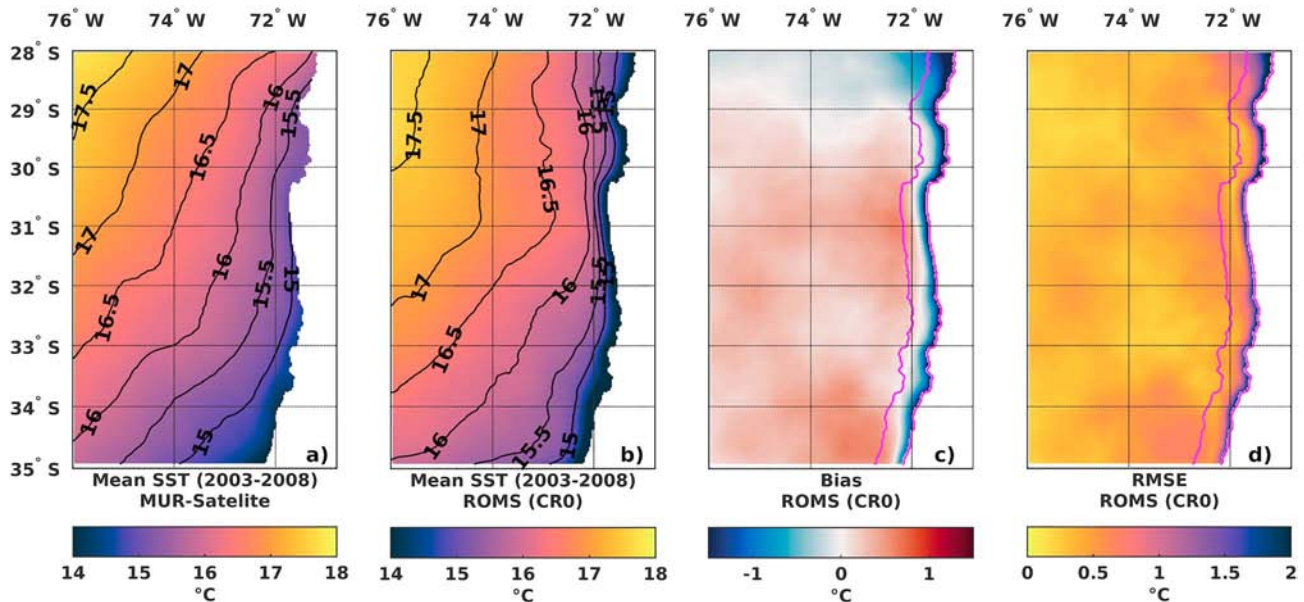 76° W 74° W 72° W 76° W 74° W 72° W 76° W 74° W 72° W 76° W 74° W 72° W
28° S
29° S
30° S
31° S
32° S
33° S
34° S
35° S
17.5
17
16
15.5
16.5
17
16
16.5
15.5
15
16
15
a)
17.5
17
16
15.5
16.5
17
16
15.5
16.5
16
15.5
15
b)
c)
d)
Mean SST (2003-2008)
MUR-Satelite
Mean SST (2003-2008)
ROMS (CR0)
Bias
ROMS (CR0)
RMSE
ROMS (CR0)
14 15 16 17 18
°C
14 15 16 17 18
°C
-1 0 1
°C
0 0.5 1 1.5 2
°C